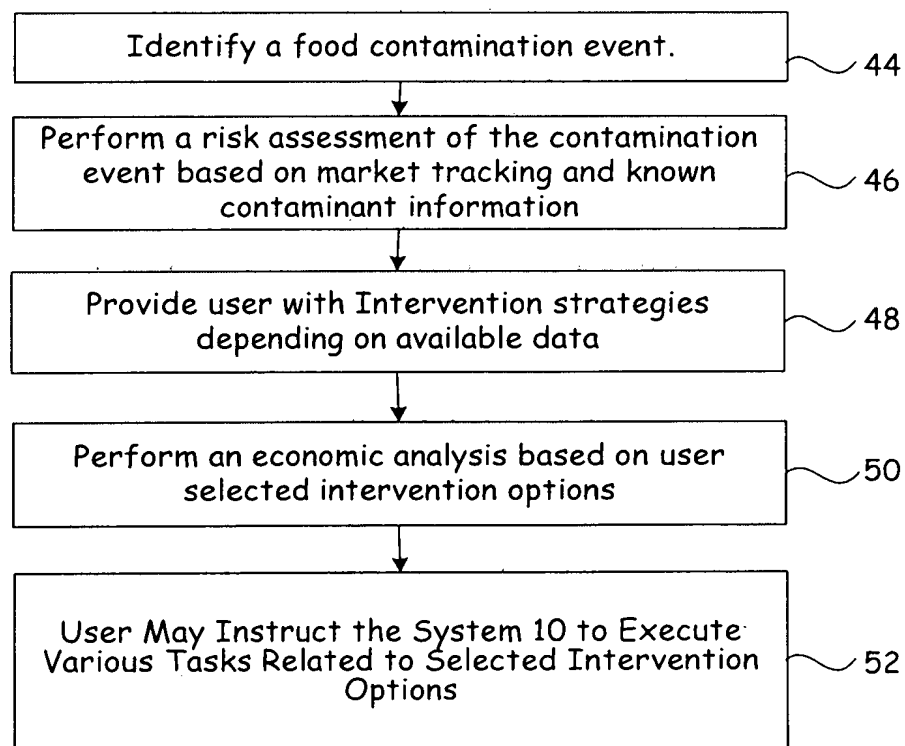 Identify a food contamination event.
44
Perform a risk assessment of the contamination
event based on market tracking and known
contaminant information
46
Provide user with Intervention strategies
depending on available data
48
Perform an economic analysis based on user
selected intervention options
50
User May Instruct the System 10 to Execute
Various Tasks Related to Selected Intervention
Options
52